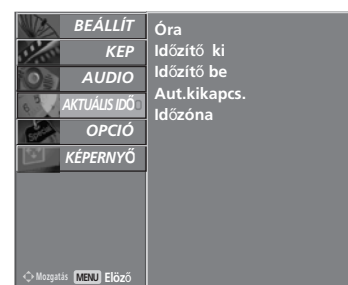 BEÁLLÍT
KEP
AUDIO
AKTUÁLIS IDŐ
OPCIÓ
KÉPERNYŐ
Óra
Időzítő ki
Időzítő be
Aut.kikapcs.
Időzóna
Mozgatás MENU Előző